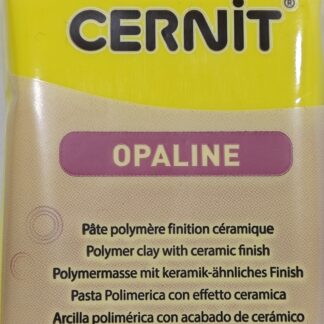 CERNIT®
OPALINE
Pâte polymère finition céramique
Polymer clay with ceramic finish
Polymermasse mit keramik-ähnliches Finish
Pasta Polimerica con effetto ceramica
Arcilla polimérica con acabado de cerámico